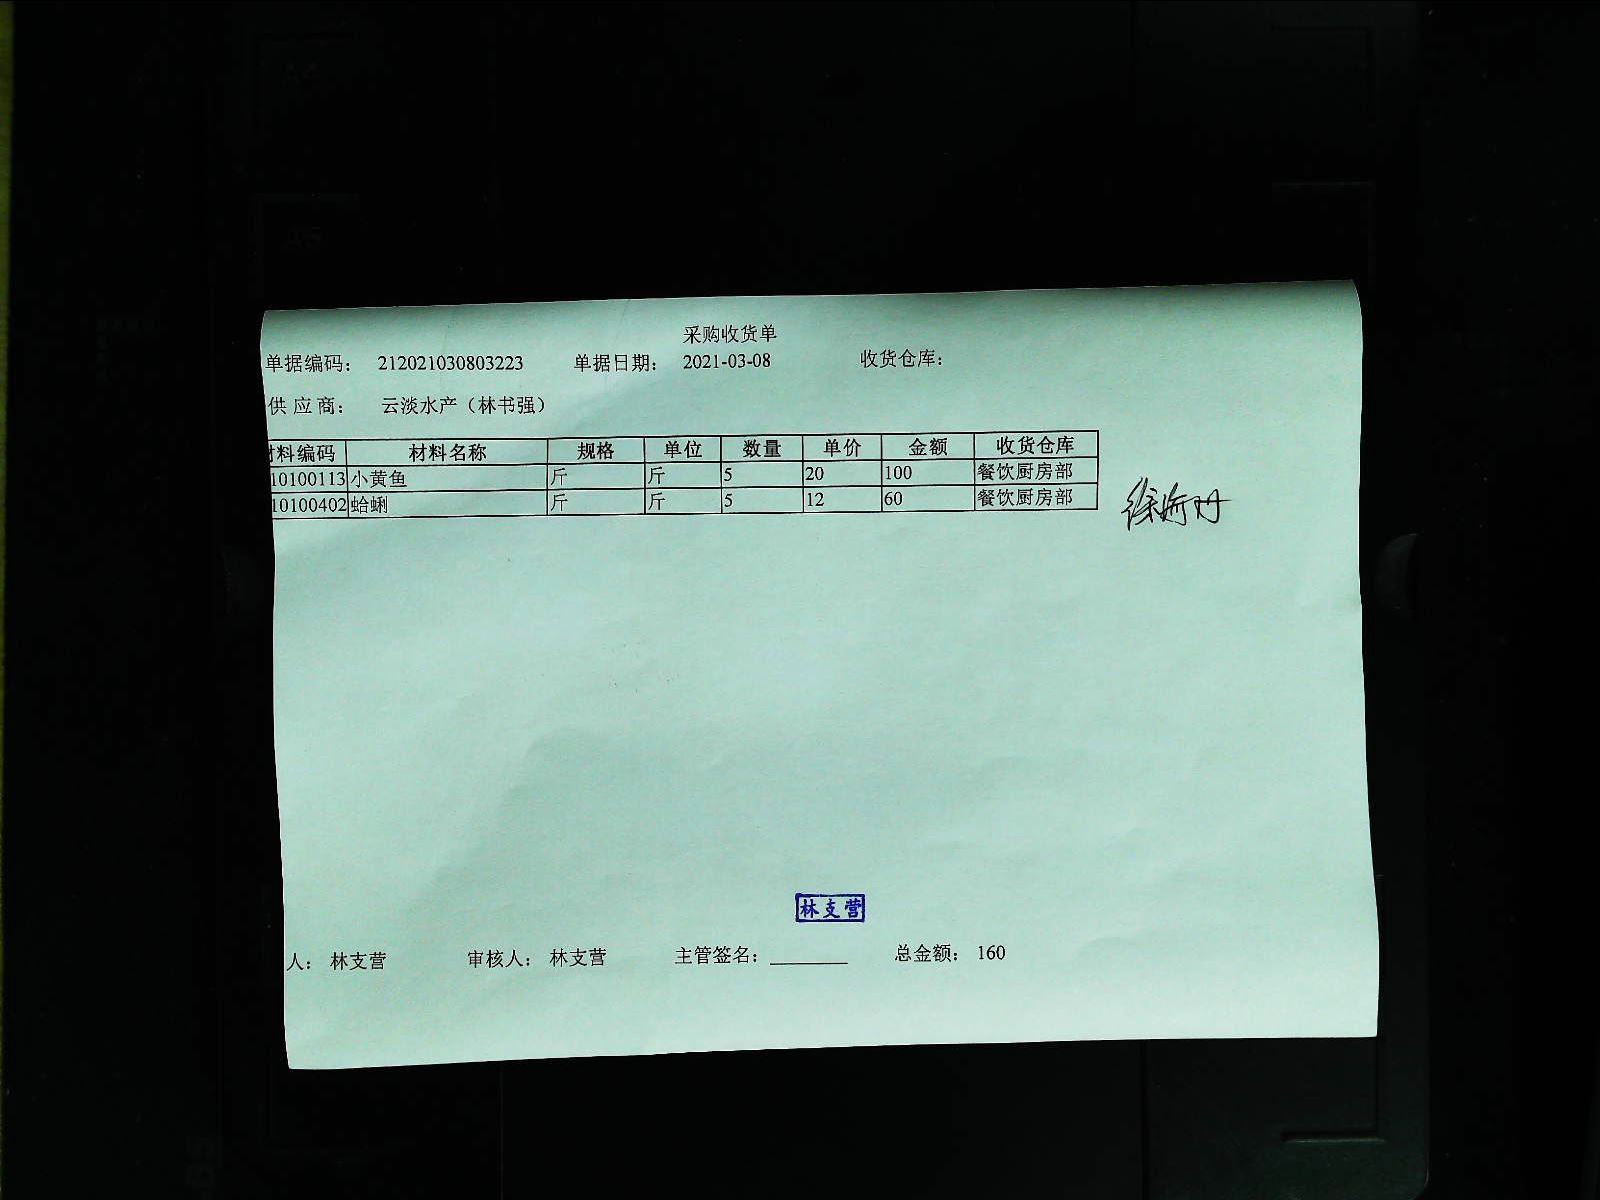 采购收货单
单据编码： 212021030803223 单据日期： 2021-03-08 收货仓库：
供应商： 云淡水产（林书强）
材料编码 材料名称 规格 单位 数量 单价 金额 收货仓库
10100113 小黄鱼 斤 斤 5 20 100 餐饮厨房部
10100402 蛤蜊 斤 斤 5 12 60 餐饮厨房部
林支营
人： 林支营 审核人： 林支营 主管签名：________ 总金额： 160